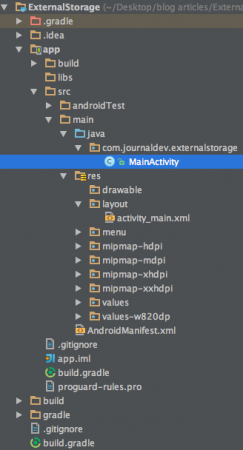 ExternalStorage (~/Desktop/blog articles/Extern
.gradle
.idea
app
build
libs
src
androidTest
main
java
com.journaldev.externalstorage
MainActivity
res
drawable
layout
activity_main.xml
menu
mipmap-hdpi
mipmap-mdpi
mipmap-xhdpi
mipmap-xxhdpi
values
values-w820dp
AndroidManifest.xml
.gitignore
app.iml
build.gradle
proguard-rules.pro
build
gradle
.gitignore
build.gradle